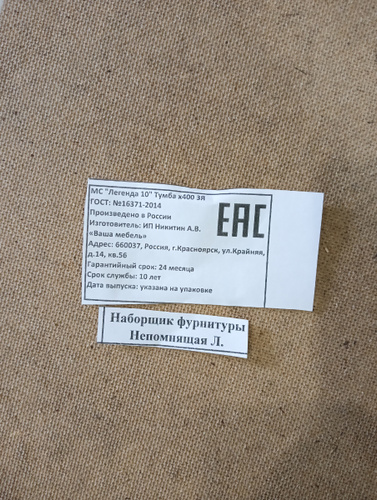 МС "Легенда 10" Тумба х400 3Я
ГОСТ: №16371-2014
Произведено в России
Изготовитель: ИП Никитин А.В.
«Ваша мебель»
Адрес: 660037, Россия, г.Красноярск, ул.Крайняя,
д.14, кв.56
Гарантийный срок: 24 месяца
Срок службы: 10 лет
Дата выпуска: указана на упаковке
EAC
Наборщик фурнитуры
Непомнящая Л.